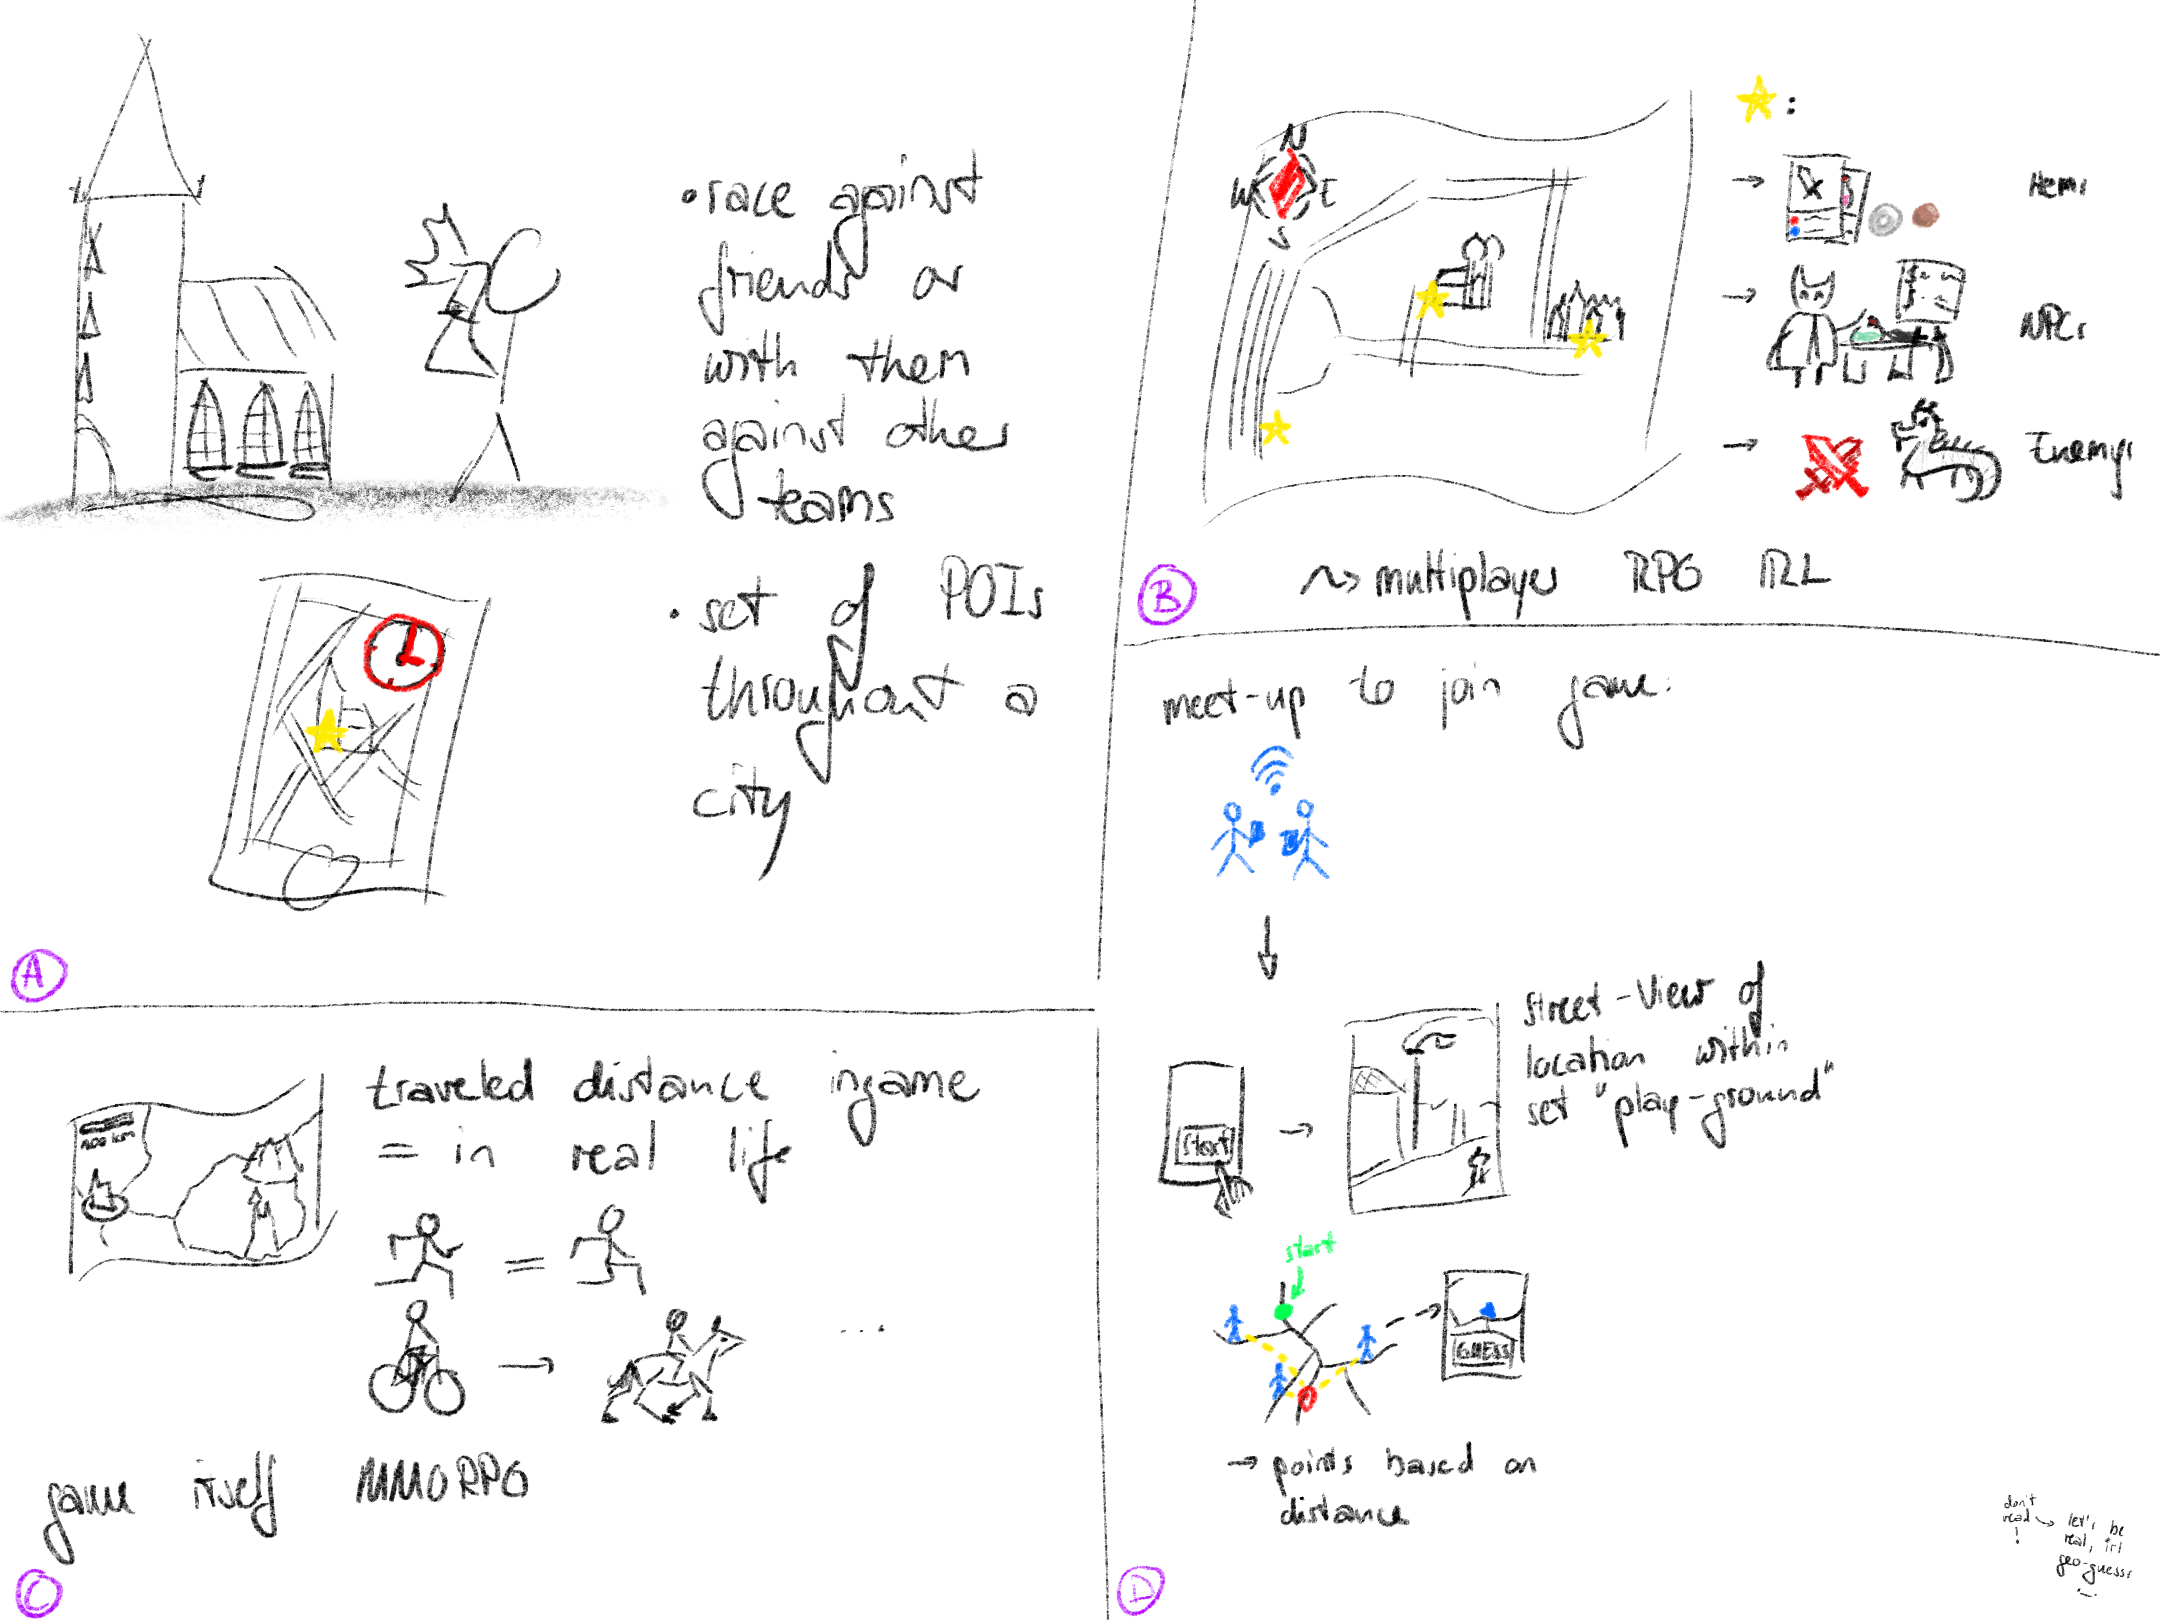 • race against
friends or
with them
against other
teams
• set of POIs
throughout a
city
A
N
W E
S
:
→ Items
→ NPCs
→ Enemys
B
~> multiplayer RPG IRL
traveled distance ingame
= in real life
100 km
=
→ ...
game itself MMORPG
C
meet-up to join game:
Street-View of
location within
set "play-ground"
Start
→
start
GUESS
→ points based on
distance
D
don't
read →
!
let's be
real, irl
geo-guessr